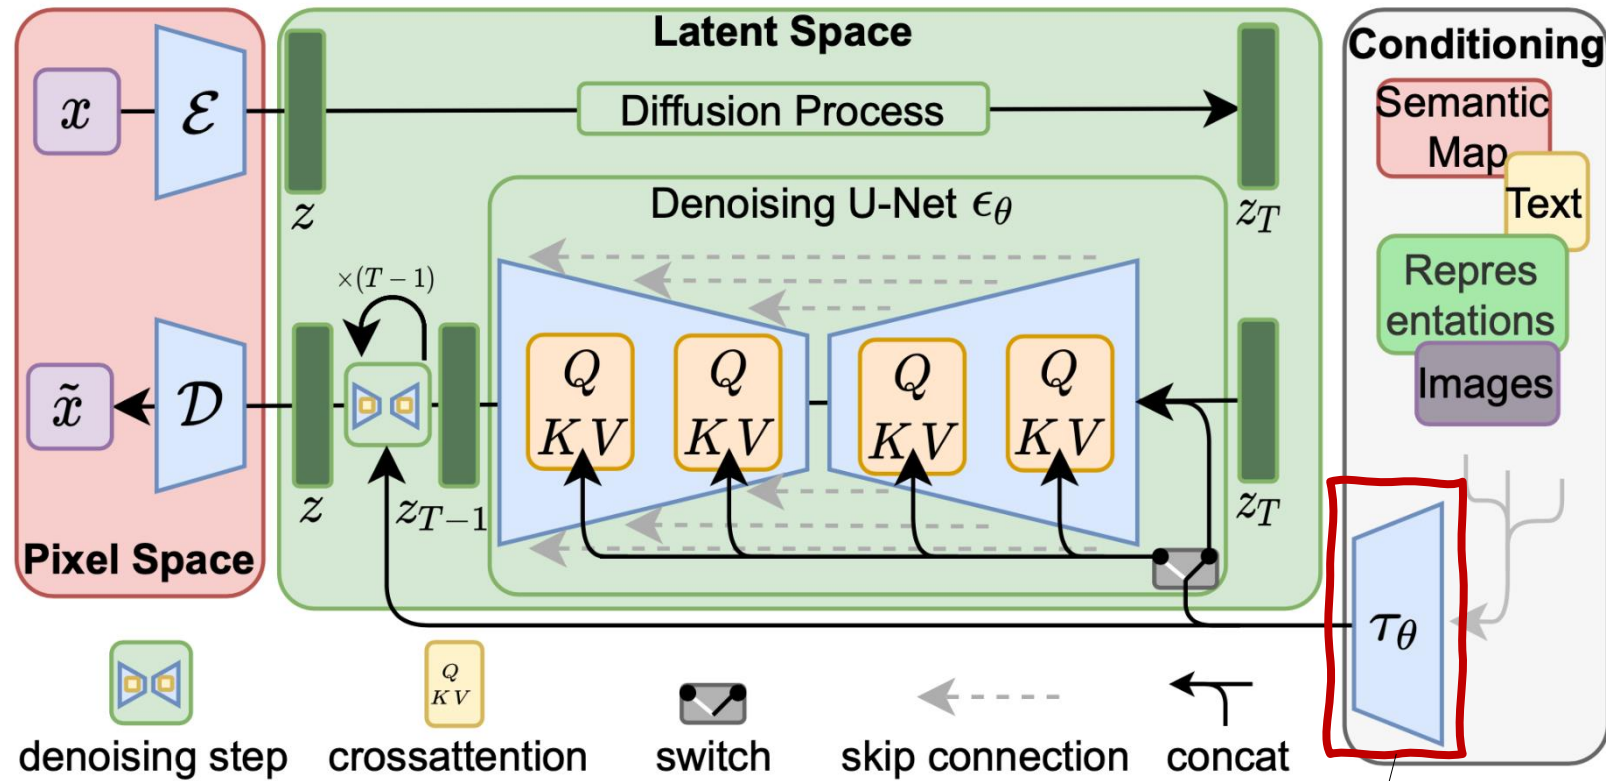 Latent Space
Conditioning
x
ℰ
Diffusion Process
z
z_T
Semantic
Map
Text
Repres
entations
Images
Denoising U-Net ϵ_θ
×(T − 1)
Q
K V
Q
K V
Q
K V
Q
K V
x̃
𝒟
z
z_{T−1}
z_T
Pixel Space
τ_θ
Q
K V
denoising step
crossattention
switch
skip connection
concat